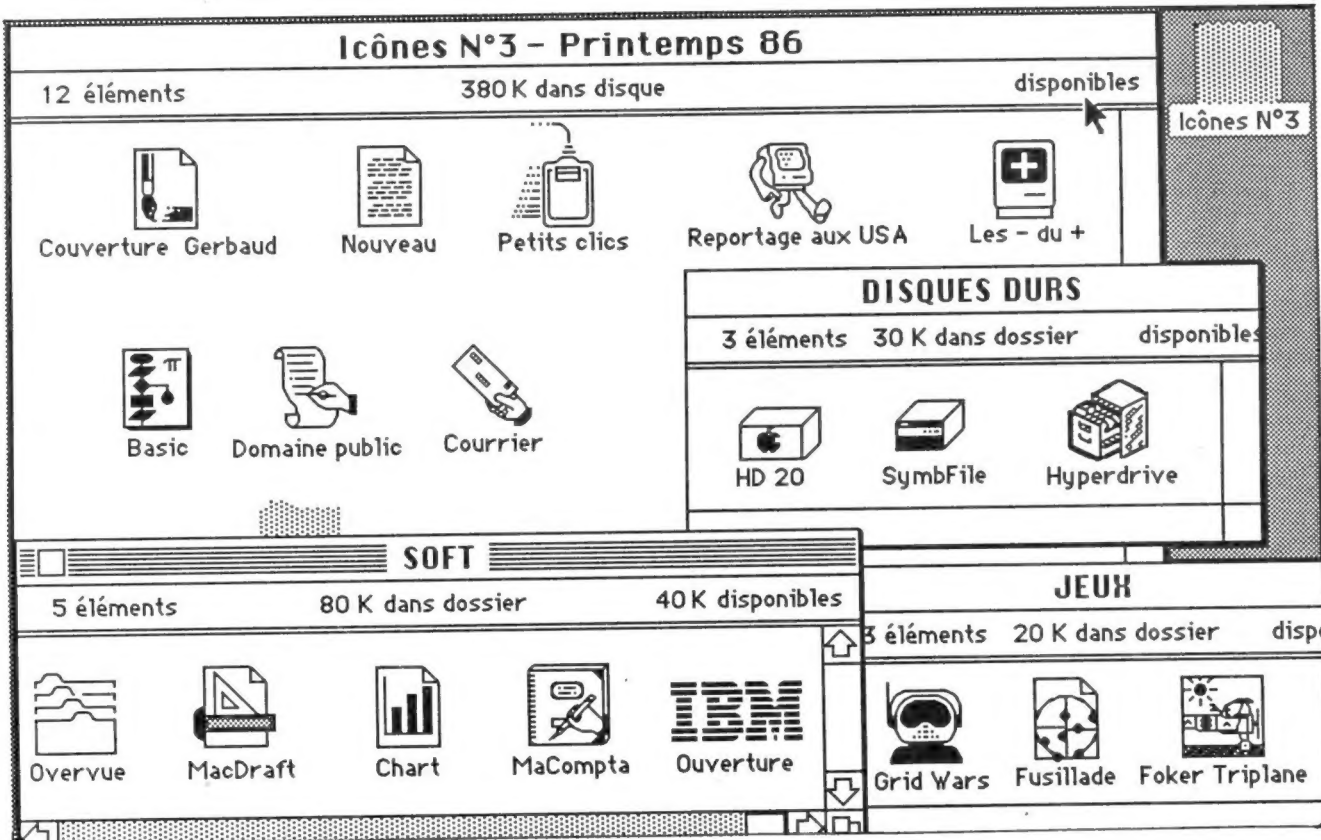 Icônes N°3 - Printemps 86
12 éléments 380 K dans disque disponibles
Icônes N°3
Couverture Gerbaud Nouveau Petits clics Reportage aux USA Les - du +
DISQUES DURS
3 éléments 30 K dans dossier disponibles
Basic Domaine public Courrier
HD 20 SymbFile Hyperdrive
SOFT
5 éléments 80 K dans dossier 40 K disponibles
IBM
Overvue MacDraft Chart MaCompta Ouverture
JEUX
3 éléments 20 K dans dossier dispo
Grid Wars Fusillade Foker Triplane